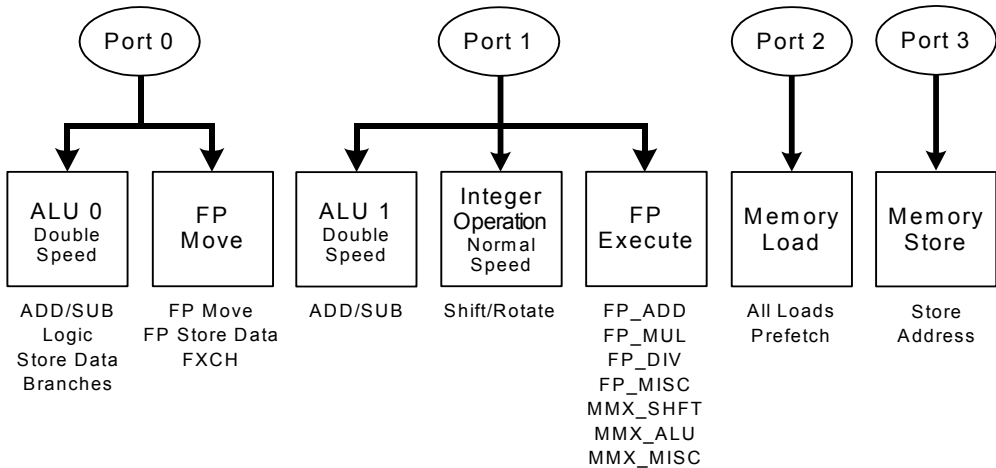 Port 0
Port 1
Port 2
Port 3
ALU 0
Double
Speed
FP
Move
ALU 1
Double
Speed
Integer
Operation
Normal
Speed
FP
Execute
Memory
Load
Memory
Store
ADD/SUB
Logic
Store Data
Branches
FP Move
FP Store Data
FXCH
ADD/SUB
Shift/Rotate
FP_ADD
FP_MUL
FP_DIV
FP_MISC
MMX_SHFT
MMX_ALU
MMX_MISC
All Loads
Prefetch
Store
Address